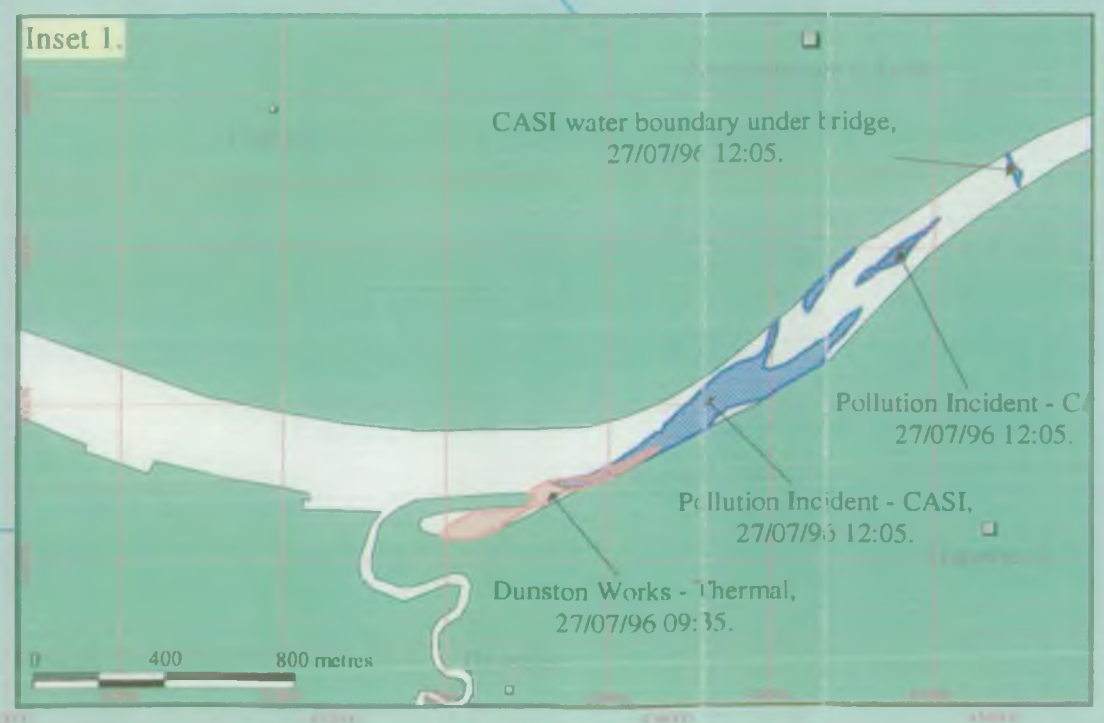 Inset 1.
CASI water boundary under bridge,
27/07/96 12:05.
Pollution Incident - CA
27/07/96 12:05.
Pollution Incident - CASI,
27/07/96 12:05.
Dunston Works - Thermal,
27/07/96 09:35.
0 400 800 metres